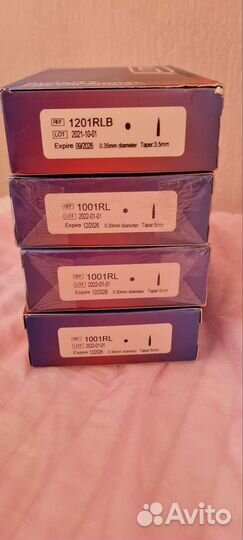 REF 1201RLB
LOT 2021-10-01
Expire 09/2026 0.35mm diameter Taper:3.5mm
REF 1001RL
LOT 2022-01-01
Expire 12/2026 0.30mm diameter Taper:5mm
REF 1001RL
LOT 2022-01-01
Expire 12/2026 0.30mm diameter Taper:5mm
REF 1001RL
LOT 2022-01-01
Expire 12/2026 0.30mm diameter Taper:5mm
Avito